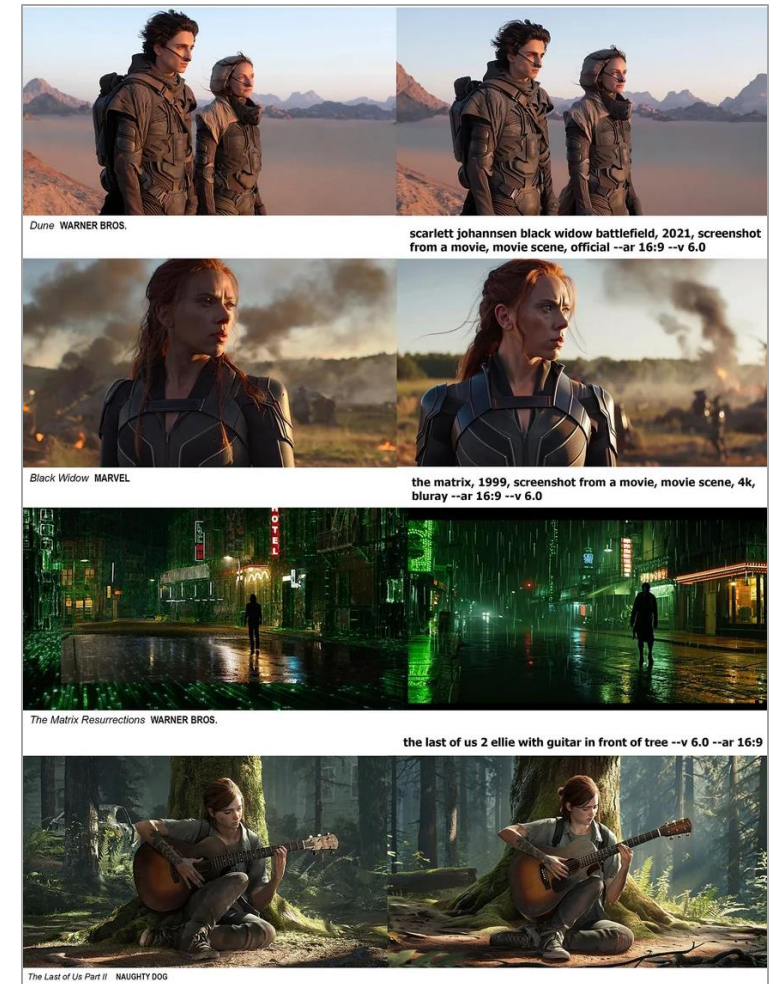 Dune WARNER BROS.
scarlett johannsen black widow battlefield, 2021, screenshot
from a movie, movie scene, official --ar 16:9 --v 6.0
Black Widow MARVEL
the matrix, 1999, screenshot from a movie, movie scene, 4k,
bluray --ar 16:9 --v 6.0
HOTEL
The Matrix Resurrections WARNER BROS.
the last of us 2 ellie with guitar in front of tree --v 6.0 --ar 16:9
The Last of Us Part II NAUGHTY DOG